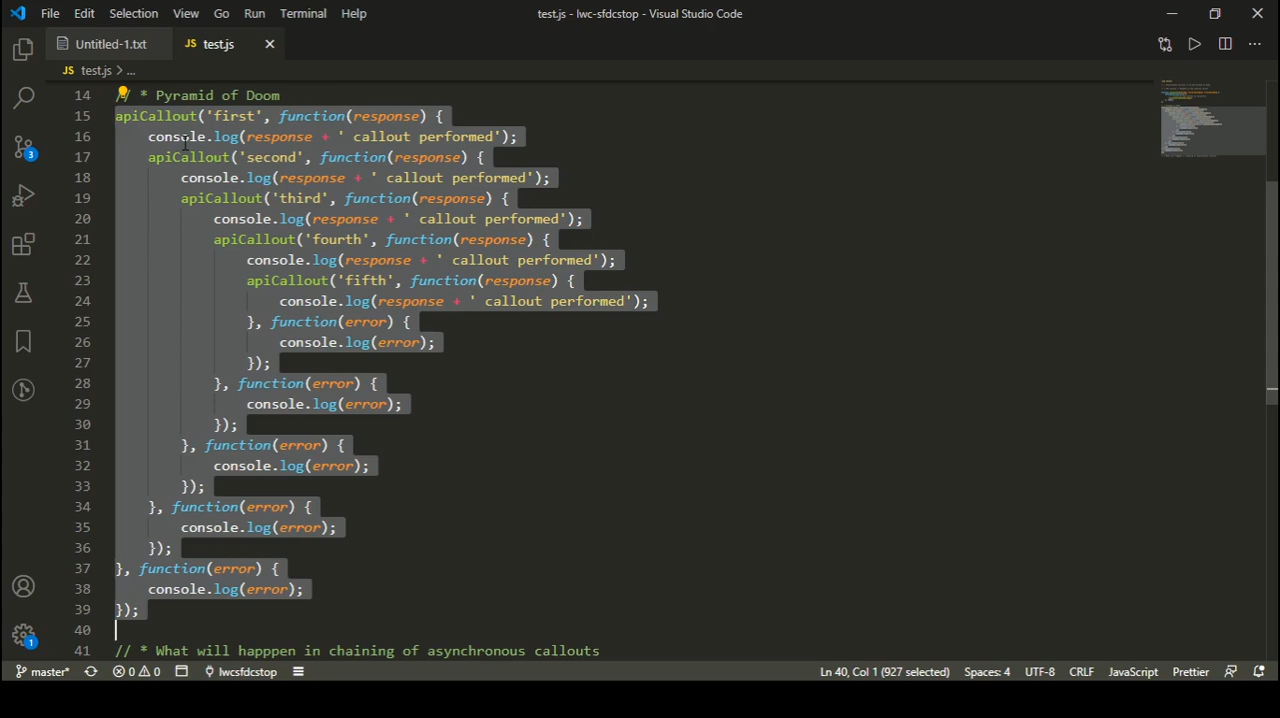 File Edit Selection View Go Run Terminal Help
test.js - lwc-sfdcstop - Visual Studio Code
Untitled-1.txt
JS test.js
JS test.js > ...
14 // * Pyramid of Doom
15 apiCallout('first', function(response) {
16 console.log(response + ' callout performed');
17 apiCallout('second', function(response) {
18 console.log(response + ' callout performed');
19 apiCallout('third', function(response) {
20 console.log(response + ' callout performed');
21 apiCallout('fourth', function(response) {
22 console.log(response + ' callout performed');
23 apiCallout('fifth', function(response) {
24 console.log(response + ' callout performed');
25 }, function(error) {
26 console.log(error);
27 });
28 }, function(error) {
29 console.log(error);
30 });
31 }, function(error) {
32 console.log(error);
33 });
34 }, function(error) {
35 console.log(error);
36 });
37 }, function(error) {
38 console.log(error);
39 });
40
41 // * What will happpen in chaining of asynchronous callouts
3
1
master* 0 0 lwcsfdcstop
Ln 40, Col 1 (927 selected) Spaces: 4 UTF-8 CRLF JavaScript Prettier